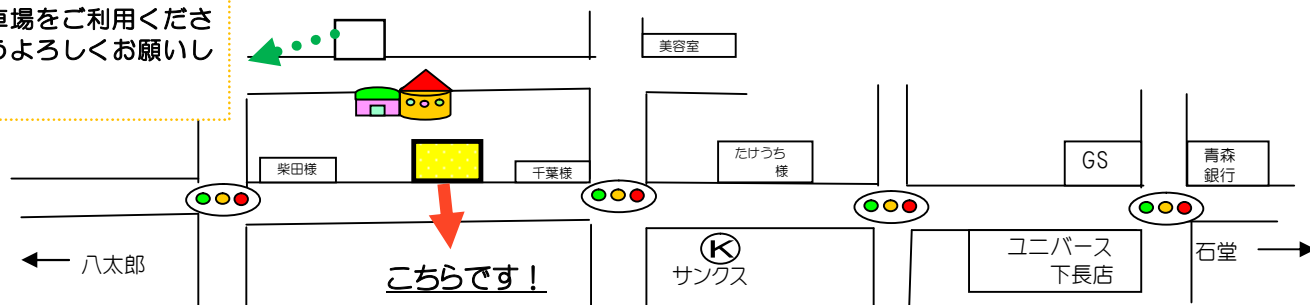 車場をご利用くださ
うよろしくお願いし
美容室
柴田様
千葉様
たけうち
様
GS
青森
銀行
八太郎
こちらです！
K
サンクス
ユニバース
下長店
石堂